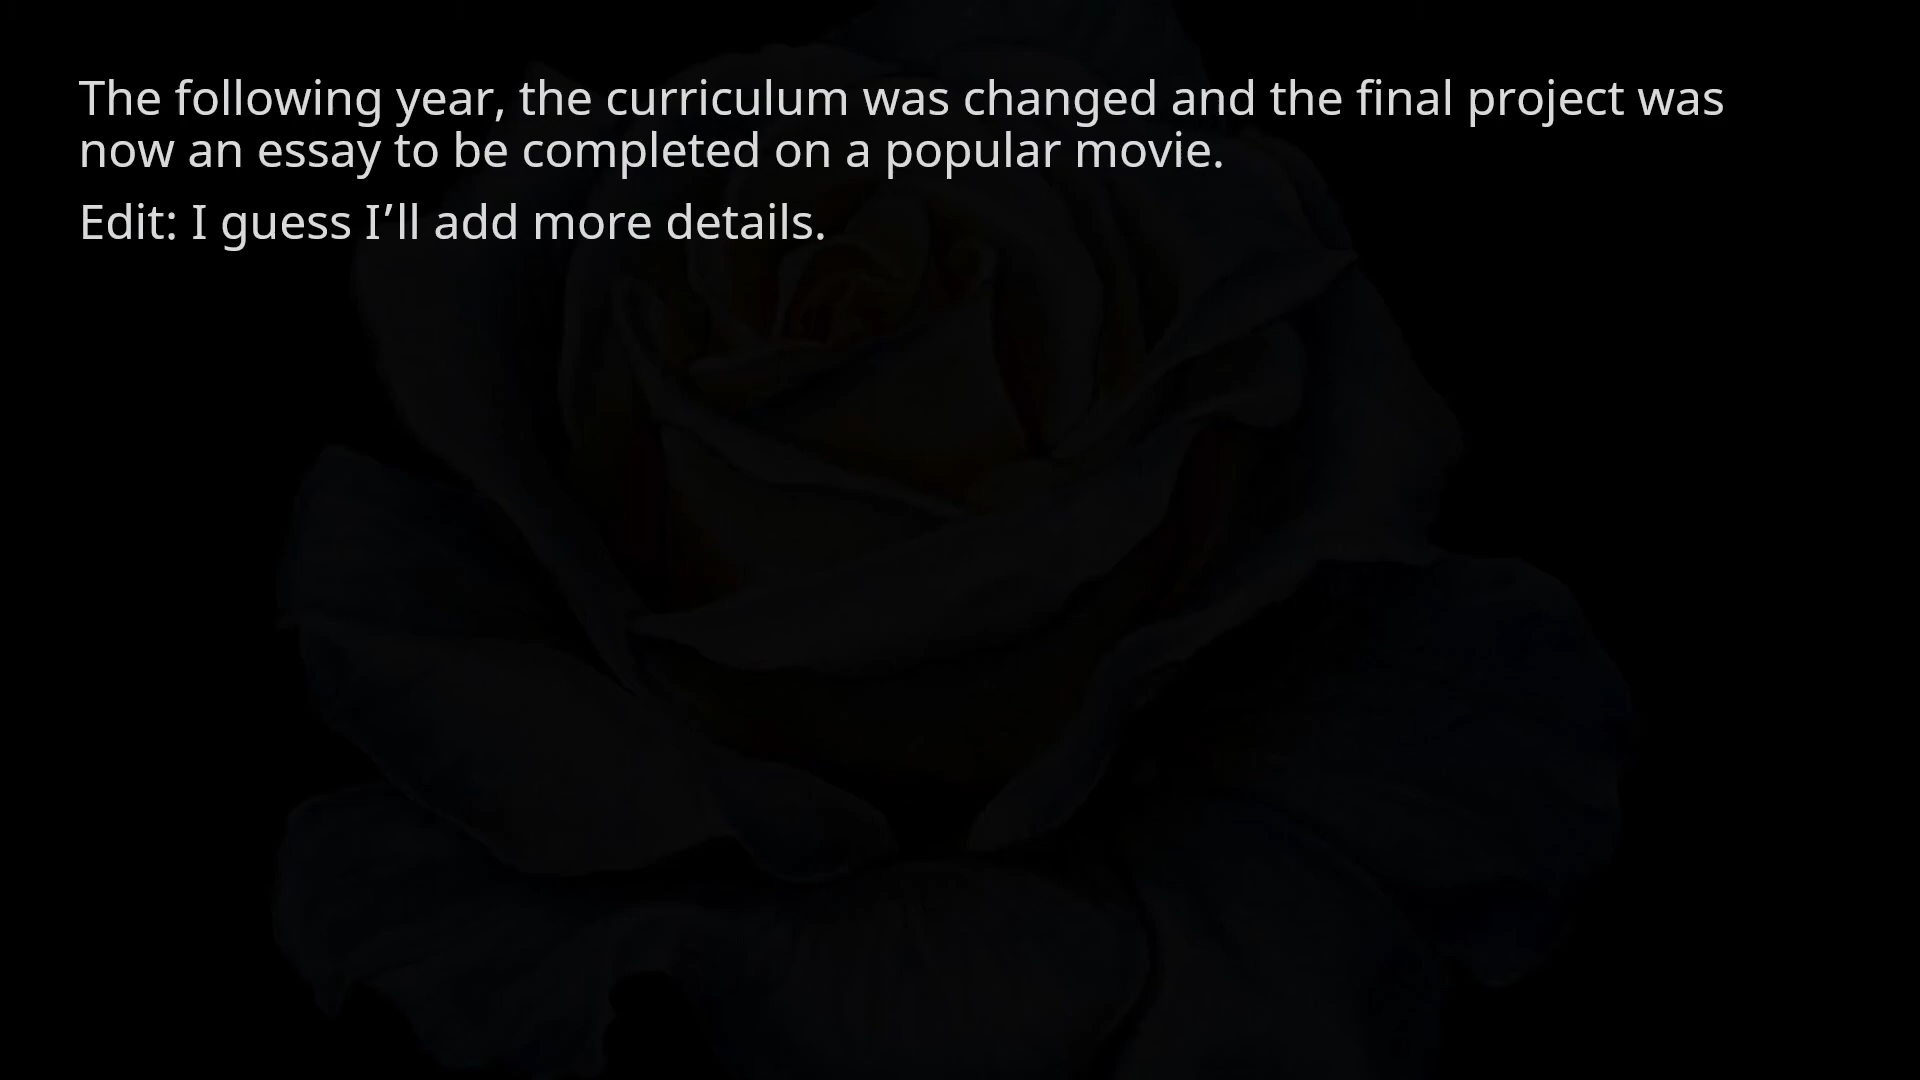 The following year, the curriculum was changed and the final project was
now an essay to be completed on a popular movie.
Edit: I guess I’ll add more details.